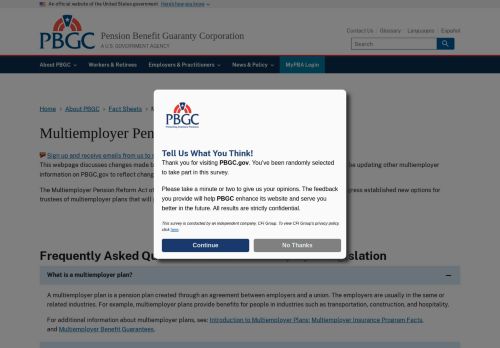 An official website of the United States government Here's how you know
PBGC
Pension Benefit Guaranty Corporation
A U.S. GOVERNMENT AGENCY
Contact Us Glossary Languages Español
Search
About PBGC Workers & Retirees Employers & Practitioners News & Policy MyPBA Login
Home > About PBGC > Fact Sheets >
Multiemployer Pen
Sign up and receive emails from us to s
This webpage discusses changes made b
be updating other multiemployer
information on PBGC.gov to reflect chang
The Multiemployer Pension Reform Act of
gress established new options for
trustees of multiemployer plans that will
PBGC
Protecting America's Pensions
Tell Us What You Think!
Thank you for visiting PBGC.gov. You've been randomly selected
to take part in this survey.
Please take a minute or two to give us your opinions. The feedback
you provide will help PBGC enhance its website and serve you
better in the future. All results are strictly confidential.
This survey is conducted by an independent company, CFI Group. To view CFI Group's privacy policy,
click here.
Continue No Thanks
Frequently Asked Qu
slation
What is a multiemployer plan?
A multiemployer plan is a pension plan created through an agreement between employers and a union. The employers are usually in the same or
related industries. For example, multiemployer plans provide benefits for people in industries such as transportation, construction, and hospitality.
For additional information about multiemployer plans, see: Introduction to Multiemployer Plans; Multiemployer Insurance Program Facts,
and Multiemployer Benefit Guarantees.